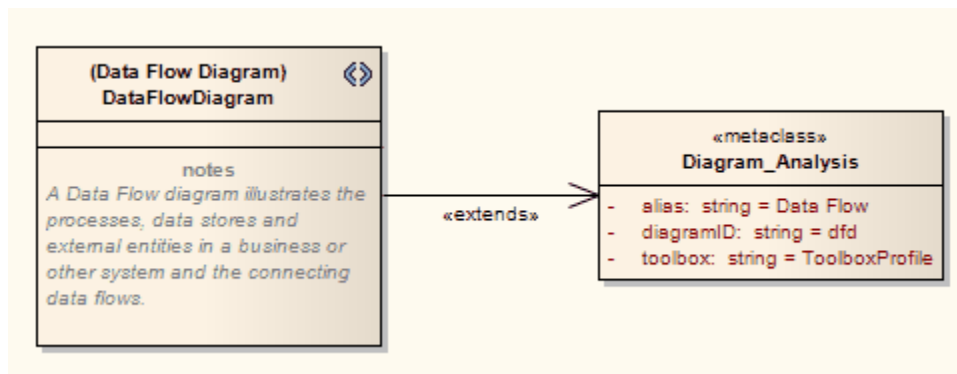 (Data Flow Diagram)
DataFlowDiagram
notes
A Data Flow diagram illustrates the
processes, data stores and
external entities in a business or
other system and the connecting
data flows.
«extends»
«metaclass»
Diagram_Analysis
- alias: string = Data Flow
- diagramID: string = dfd
- toolbox: string = ToolboxProfile